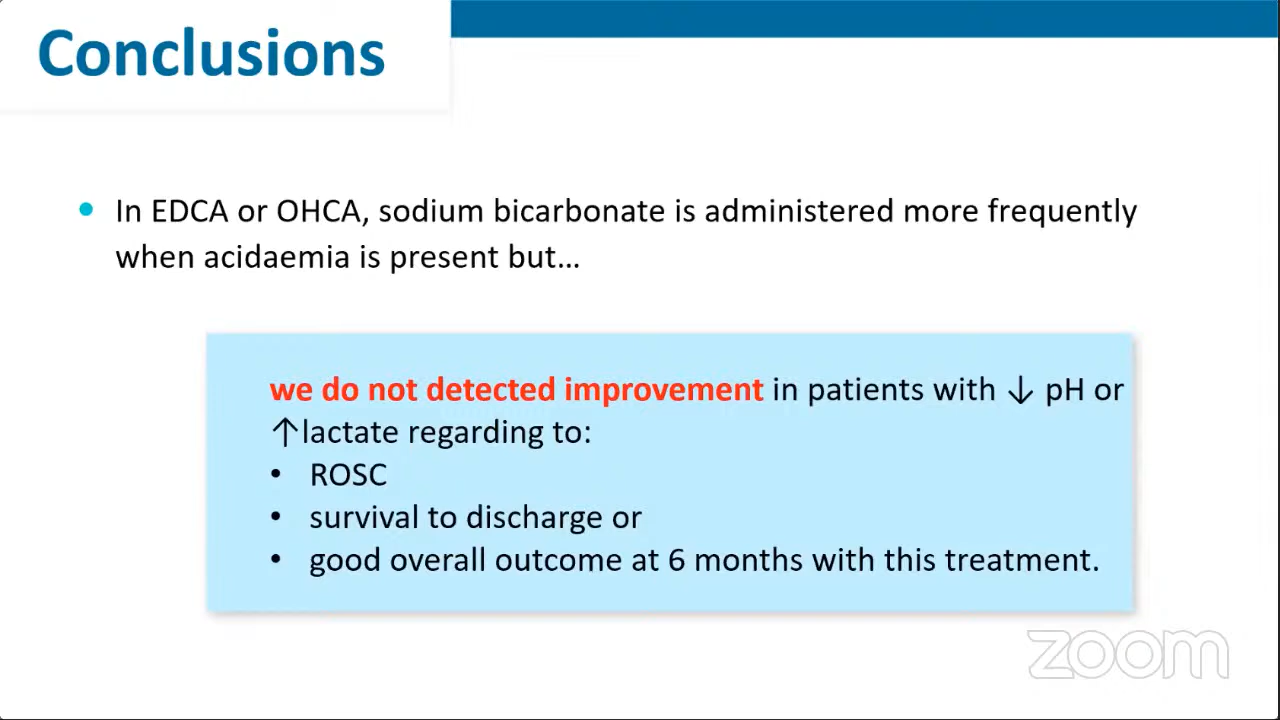 Conclusions
• In EDCA or OHCA, sodium bicarbonate is administered more frequently
when acidaemia is present but...
we do not detected improvement in patients with ↓ pH or
↑lactate regarding to:
• ROSC
• survival to discharge or
• good overall outcome at 6 months with this treatment.
zoom